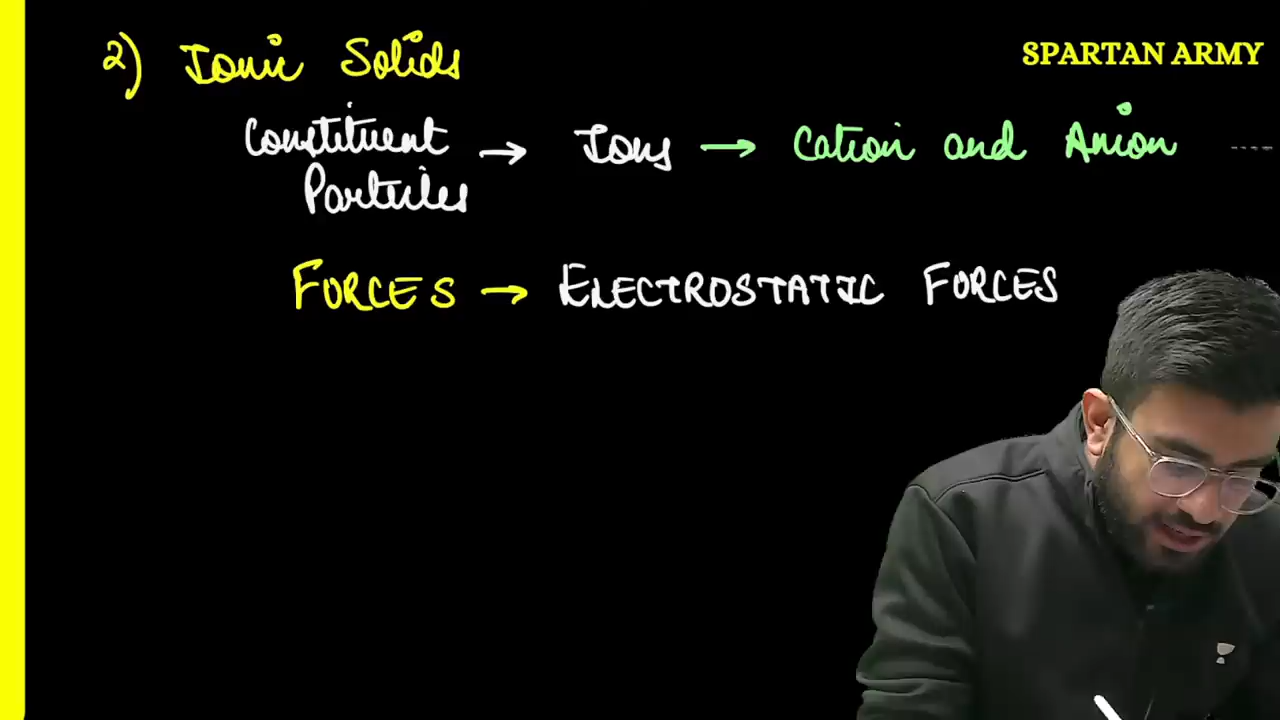 SPARTAN ARMY
2) Ionic Solids
Constituent Particles → Ions → Cation and Anion
FORCES → ELECTROSTATIC FORCES